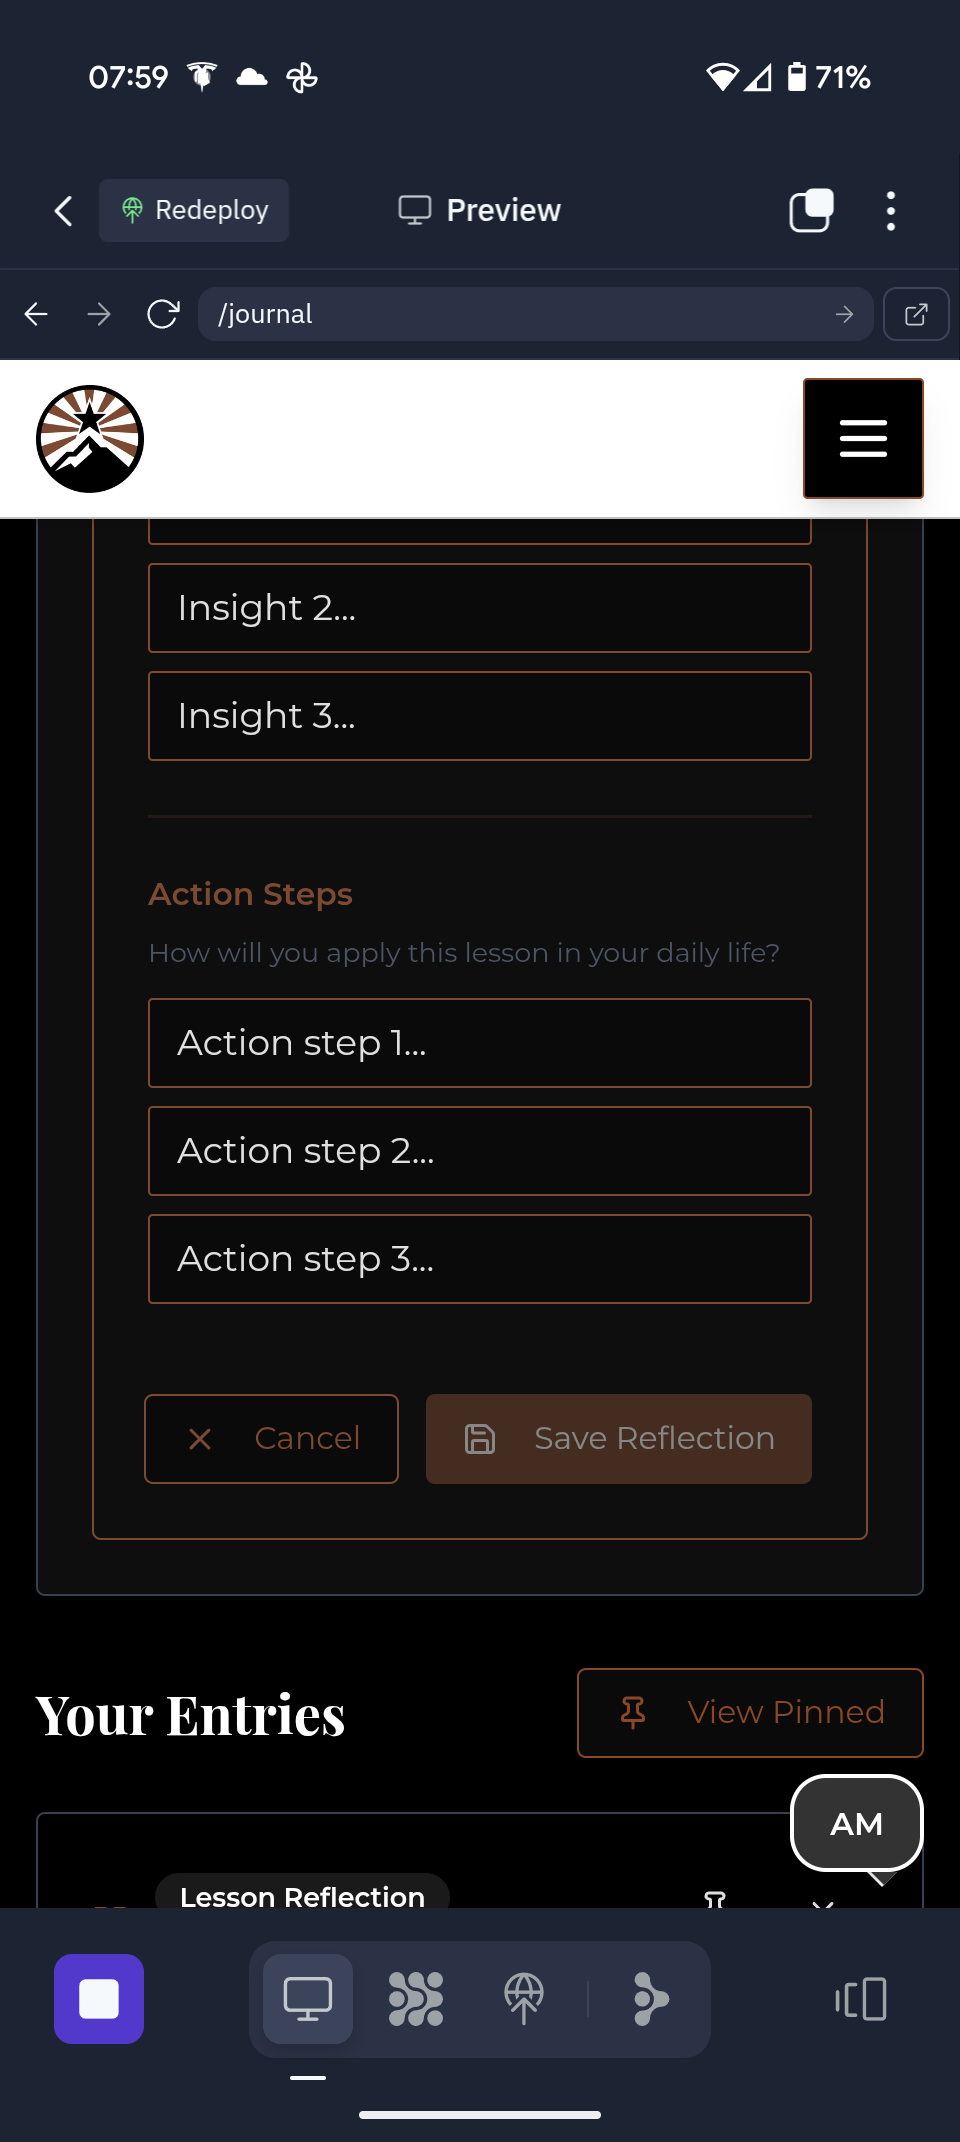 07:59
71%
Redeploy
Preview
/journal
Insight 2...
Insight 3...
Action Steps
How will you apply this lesson in your daily life?
Action step 1...
Action step 2...
Action step 3...
Cancel
Save Reflection
Your Entries
View Pinned
AM
Lesson Reflection